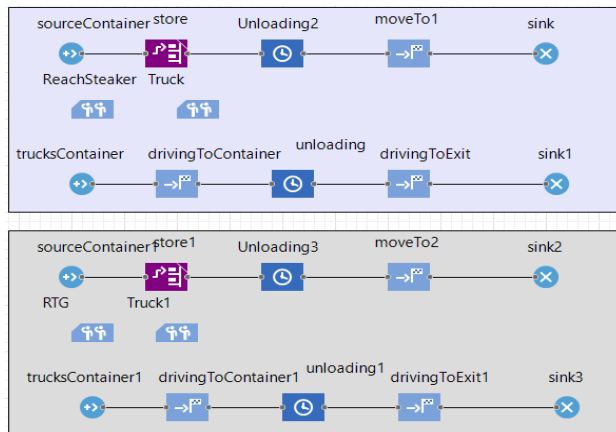 sourceContainer store Unloading2 moveTo1 sink
ReachSteaker Truck
trucksContainer drivingToContainer unloading drivingToExit sink1
sourceContainer1 store1 Unloading3 moveTo2 sink2
RTG Truck1
trucksContainer1 drivingToContainer1 unloading1 drivingToExit1 sink3